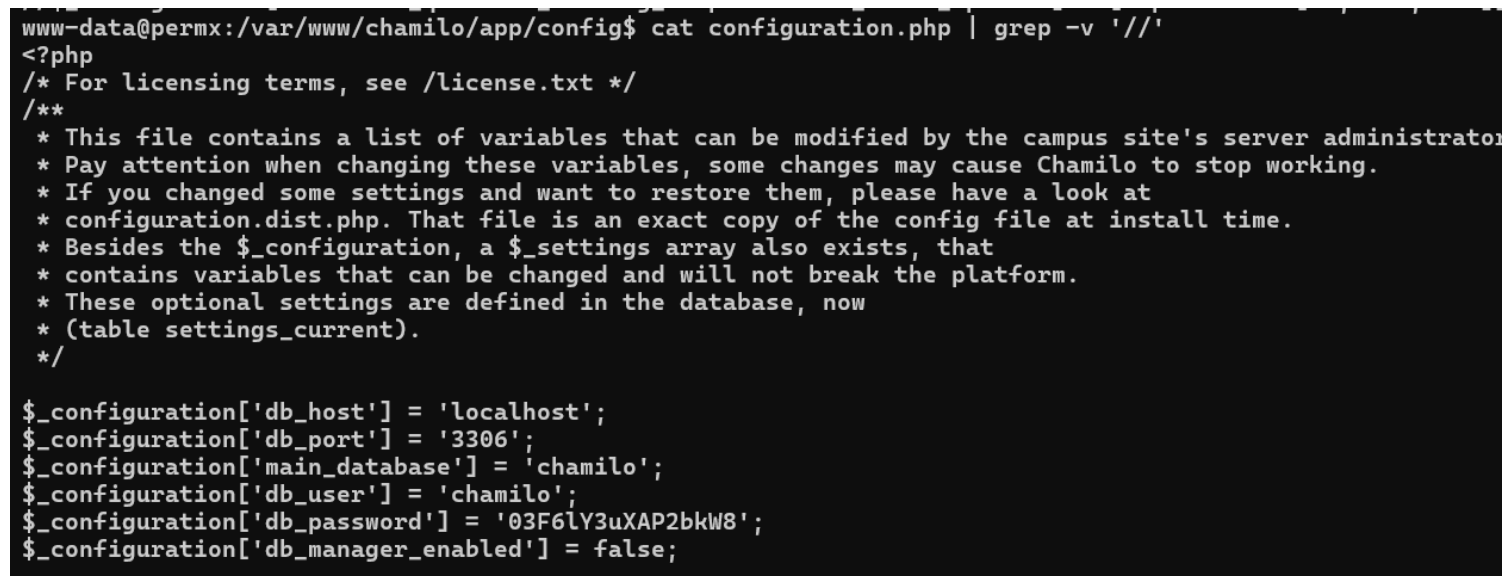 www-data@permx:/var/www/chamilo/app/config$ cat configuration.php | grep -v '//'
<?php
/* For licensing terms, see /license.txt */
/**
 * This file contains a list of variables that can be modified by the campus site's server administrator
 * Pay attention when changing these variables, some changes may cause Chamilo to stop working.
 * If you changed some settings and want to restore them, please have a look at
 * configuration.dist.php. That file is an exact copy of the config file at install time.
 * Besides the $_configuration, a $_settings array also exists, that
 * contains variables that can be changed and will not break the platform.
 * These optional settings are defined in the database, now
 * (table settings_current).
 */

$_configuration['db_host'] = 'localhost';
$_configuration['db_port'] = '3306';
$_configuration['main_database'] = 'chamilo';
$_configuration['db_user'] = 'chamilo';
$_configuration['db_password'] = '03F6lY3uXAP2bkW8';
$_configuration['db_manager_enabled'] = false;